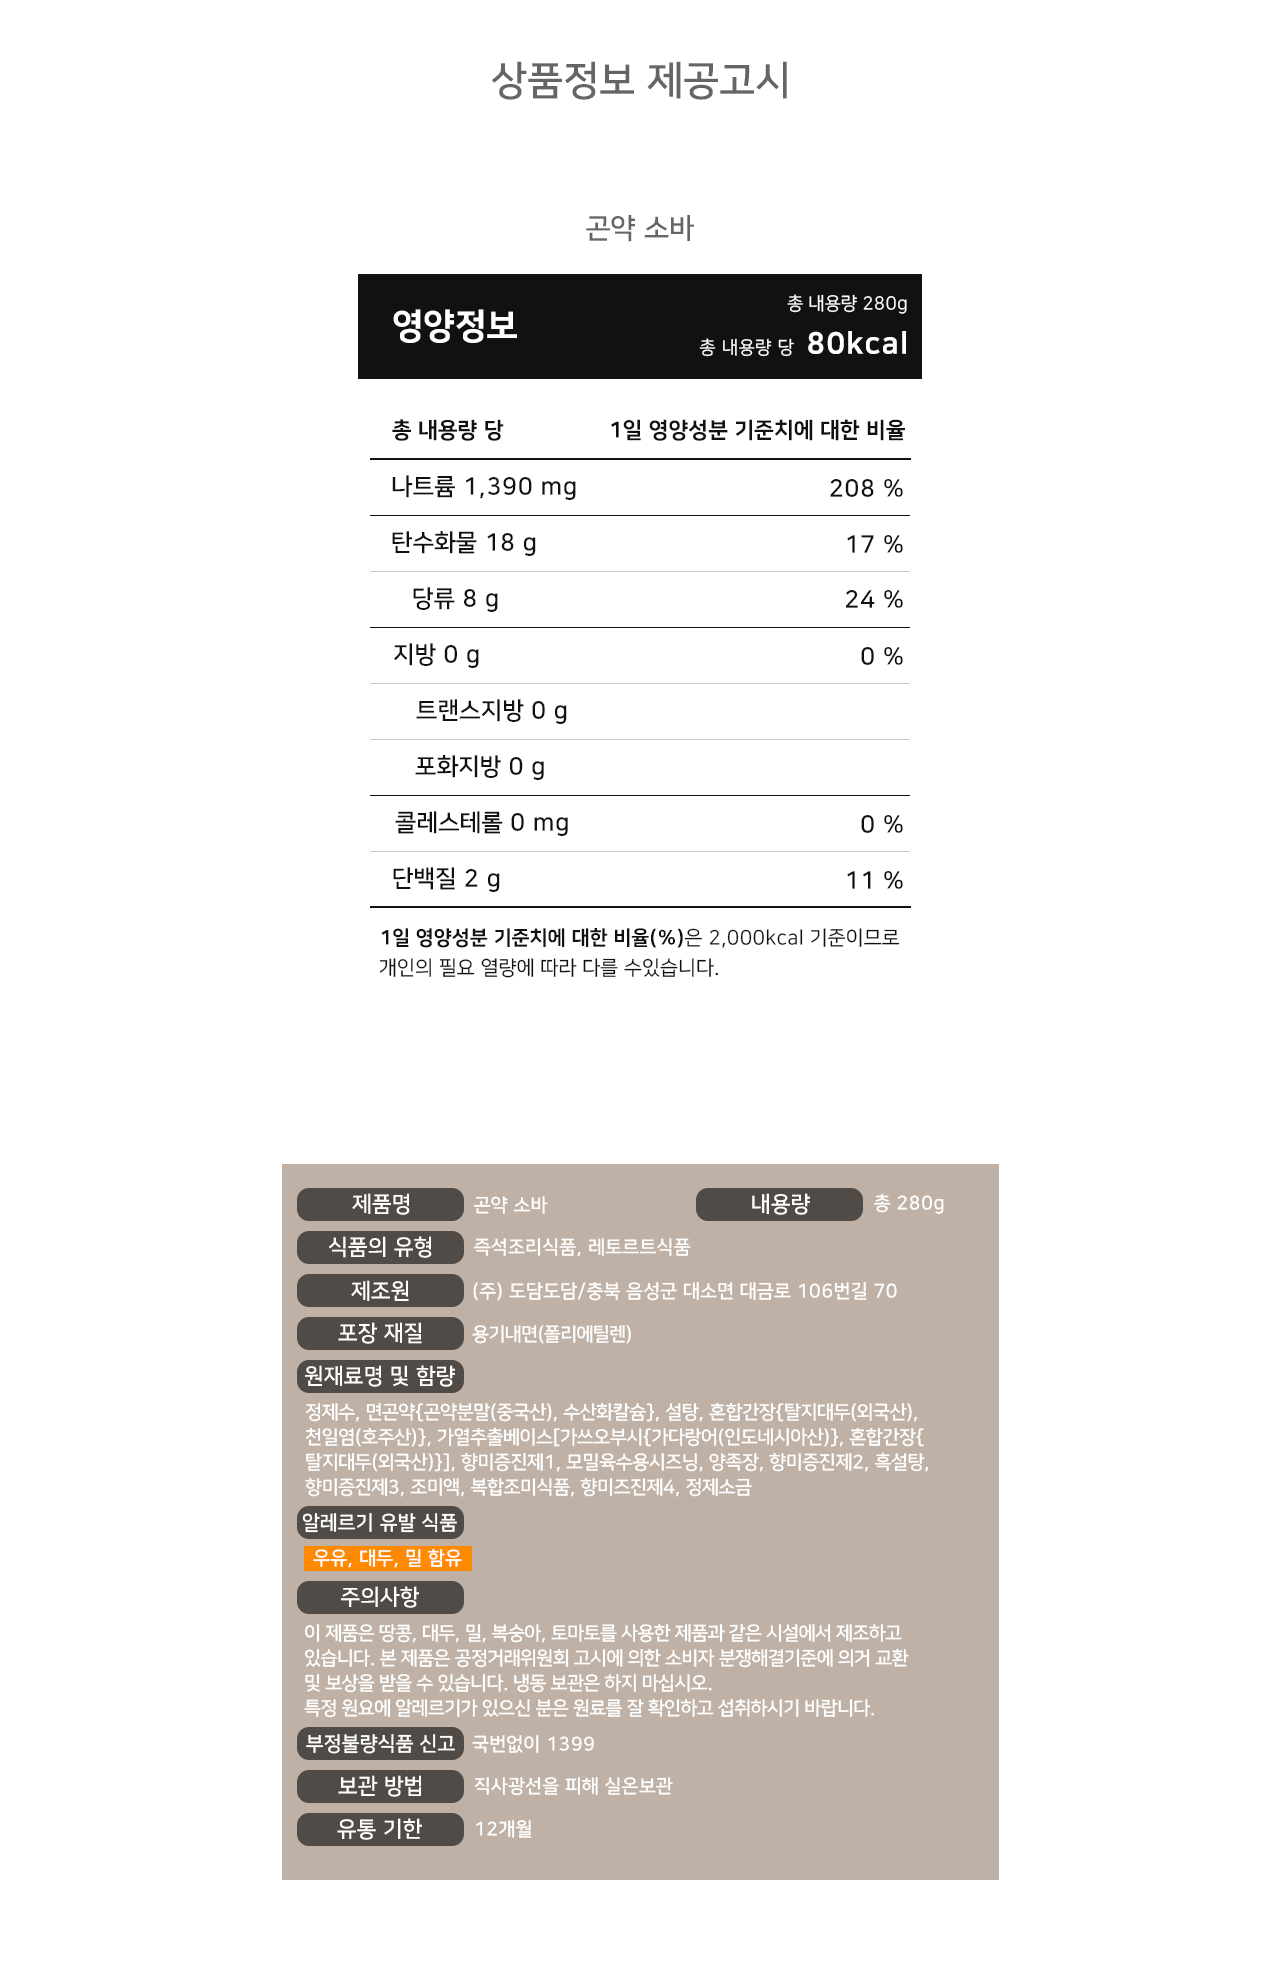 상품정보 제공고시
곤약 소바
영양정보
총 내용량 280g
총 내용량 당 80kcal
총 내용량 당 1일 영양성분 기준치에 대한 비율
나트륨 1,390 mg 208 %
탄수화물 18 g 17 %
당류 8 g 24 %
지방 0 g 0 %
트랜스지방 0 g
포화지방 0 g
콜레스테롤 0 mg 0 %
단백질 2 g 11 %
1일 영양성분 기준치에 대한 비율(%)은 2,000kcal 기준이므로
개인의 필요 열량에 따라 다를 수있습니다.
제품명 곤약 소바 내용량 총 280g
식품의 유형 즉석조리식품, 레토르트식품
제조원 (주) 도담도담/충북 음성군 대소면 대금로 106번길 70
포장 재질 용기내면(폴리에틸렌)
원재료명 및 함량
정제수, 면곤약{곤약분말(중국산), 수산화칼슘}, 설탕, 혼합간장{탈지대두(외국산),
천일염(호주산)}, 가열추출베이스[가쓰오부시{가다랑어(인도네시아산)}, 혼합간장{
탈지대두(외국산)}], 향미증진제1, 모밀육수용시즈닝, 양족장, 향미증진제2, 흑설탕,
향미증진제3, 조미액, 복합조미식품, 향미즈진제4, 정제소금
알레르기 유발 식품
우유, 대두, 밀 함유
주의사항
이 제품은 땅콩, 대두, 밀, 복숭아, 토마토를 사용한 제품과 같은 시설에서 제조하고
있습니다. 본 제품은 공정거래위원회 고시에 의한 소비자 분쟁해결기준에 의거 교환
및 보상을 받을 수 있습니다. 냉동 보관은 하지 마십시오.
특정 원요에 알레르기가 있으신 분은 원료를 잘 확인하고 섭취하시기 바랍니다.
부정불량식품 신고 국번없이 1399
보관 방법 직사광선을 피해 실온보관
유통 기한 12개월